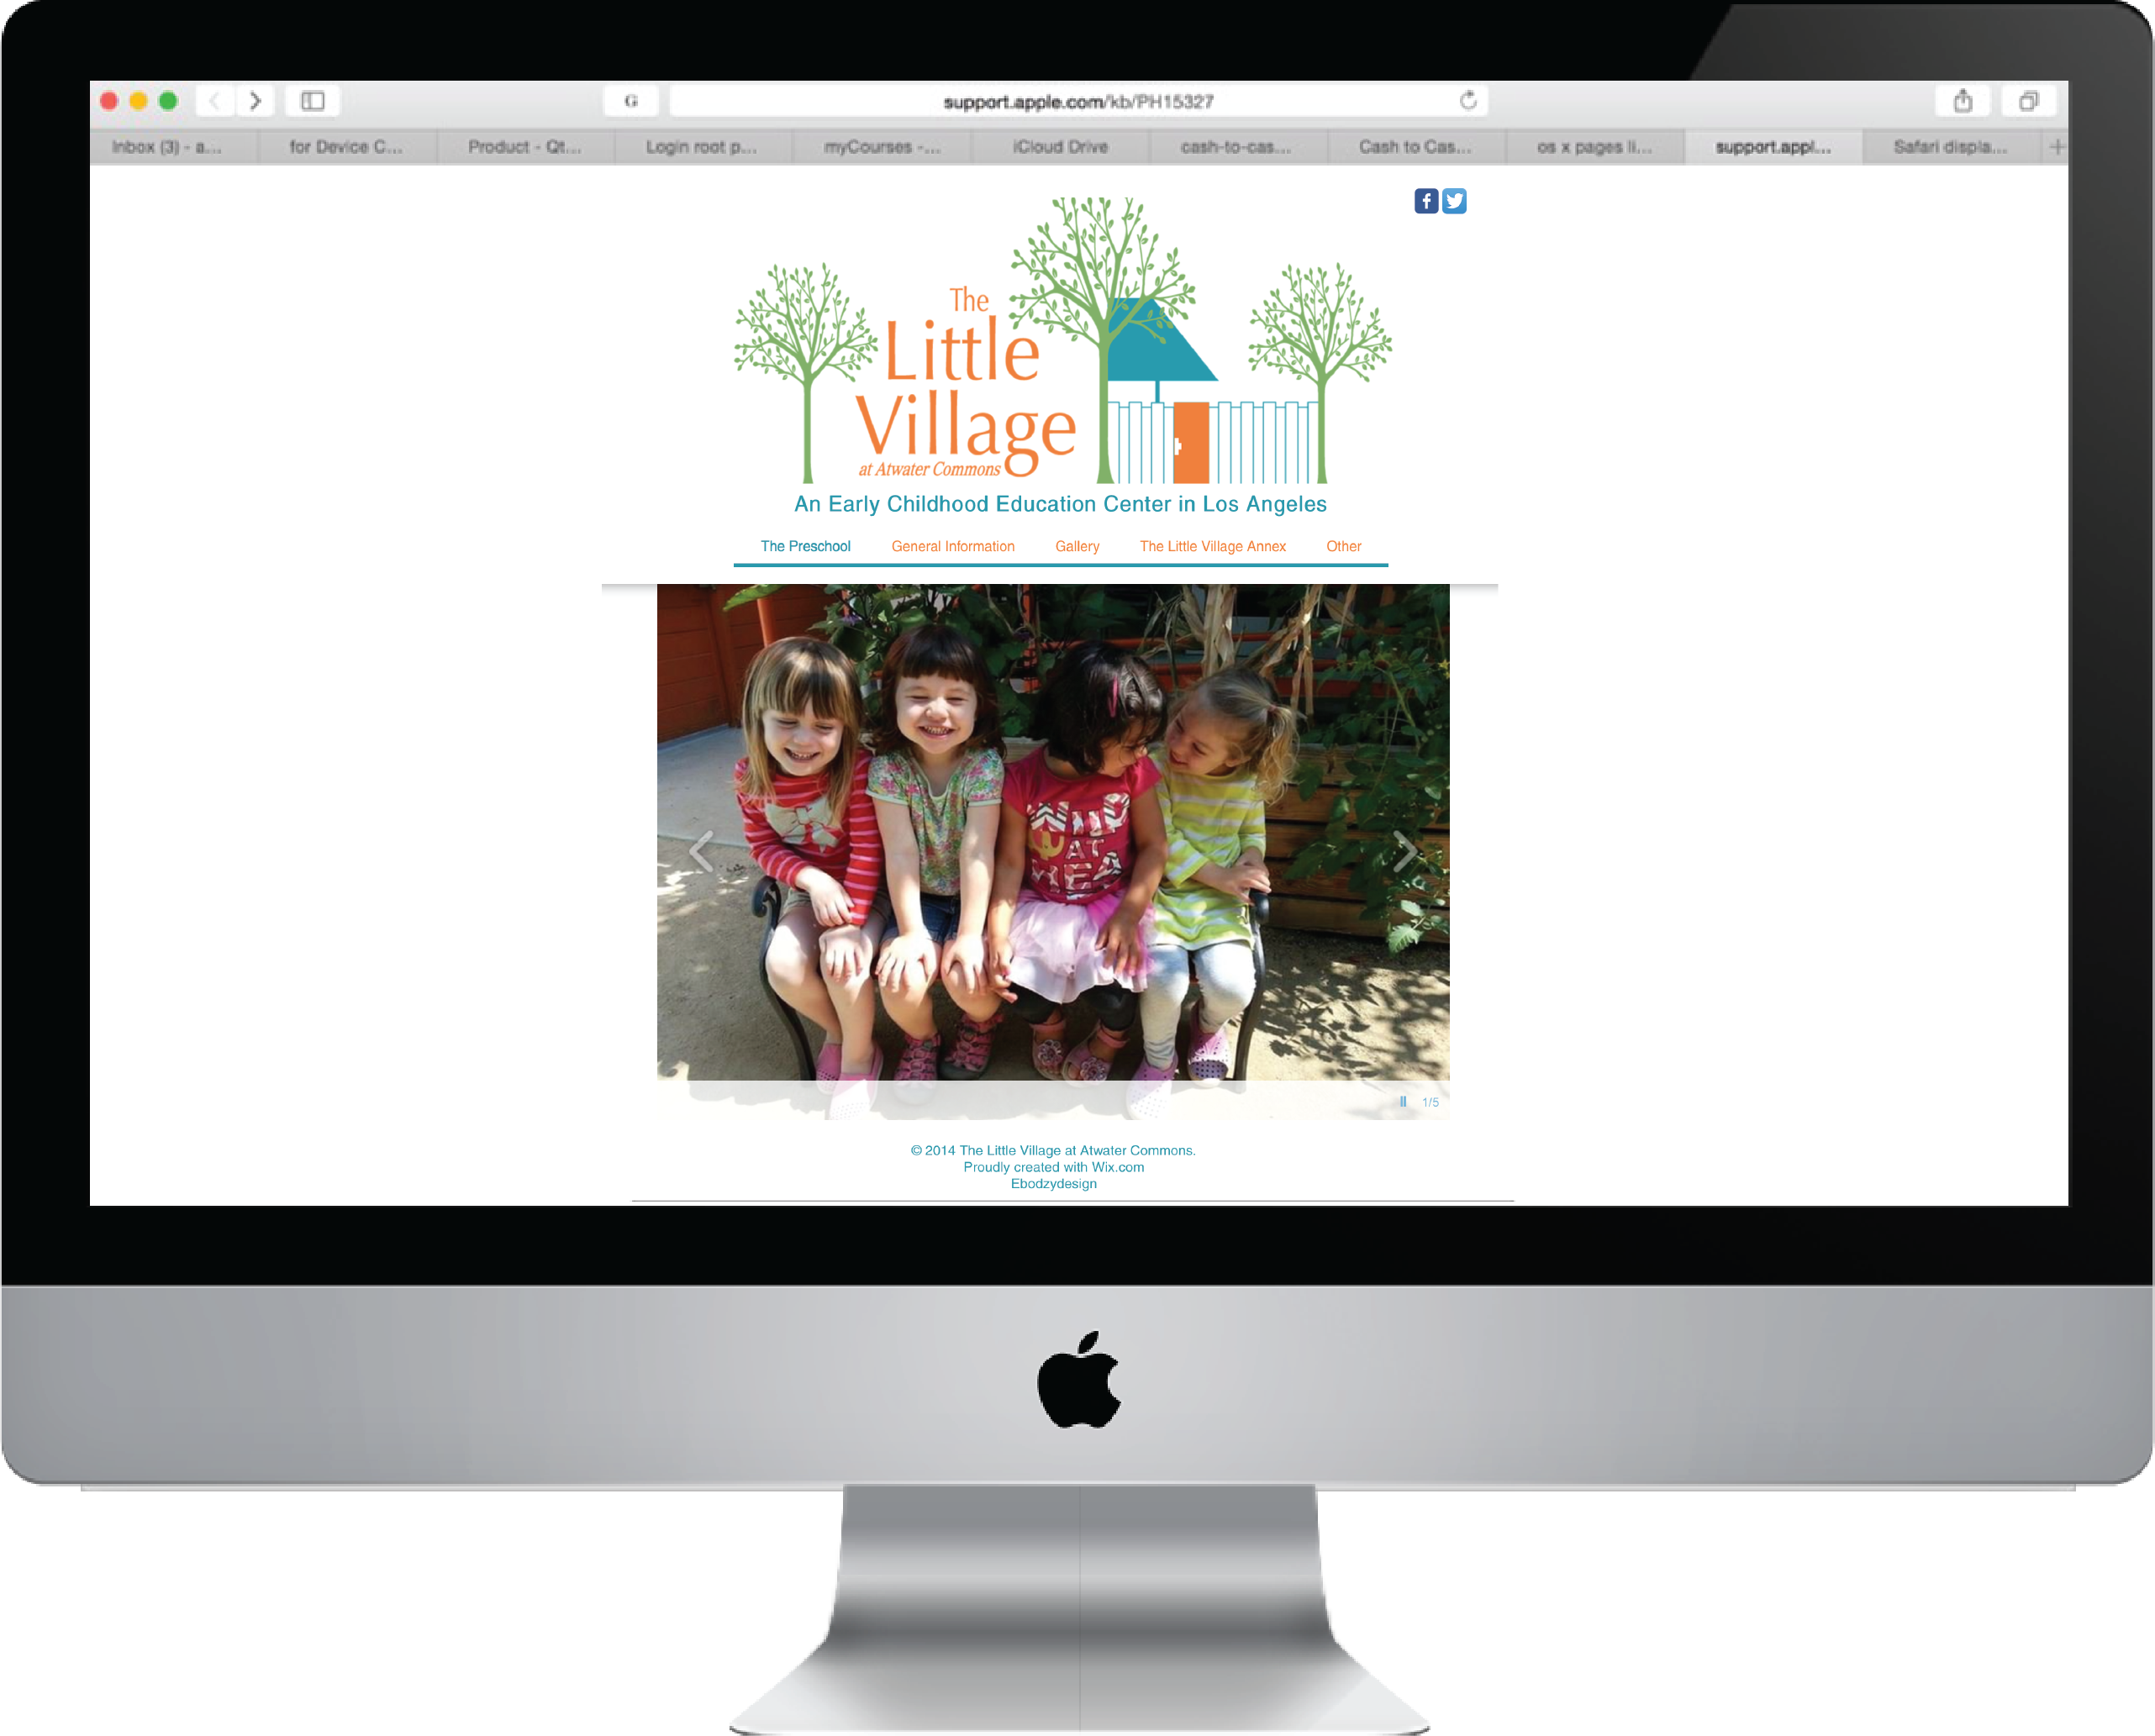 G
support.apple.com/kb/PH15327
Inbox (3) - a... for Device C... Product - Qt... Login root p... myCourses -... iCloud Drive cash-to-cas... Cash to Cas... os x pages li... support.appl... Safari displa...
The
Little
Village
at Atwater Commons
An Early Childhood Education Center in Los Angeles
The Preschool General Information Gallery The Little Village Annex Other
AT
1/5
© 2014 The Little Village at Atwater Commons.
Proudly created with Wix.com
Ebodzydesign